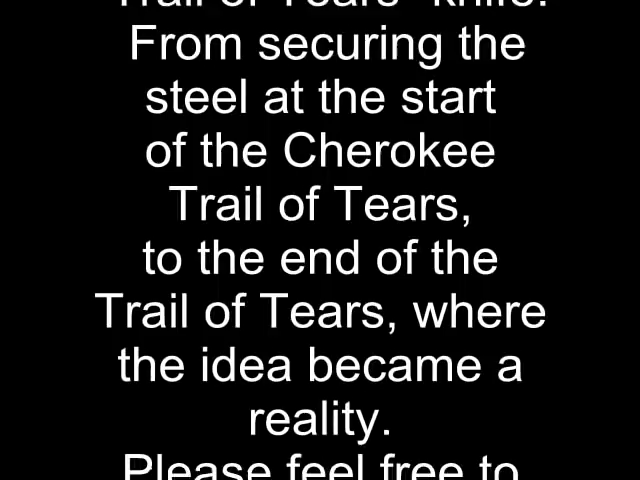 Trail of Tears" knife.
From securing the
steel at the start
of the Cherokee
Trail of Tears,
to the end of the
Trail of Tears, where
the idea became a
reality.
Please feel free to